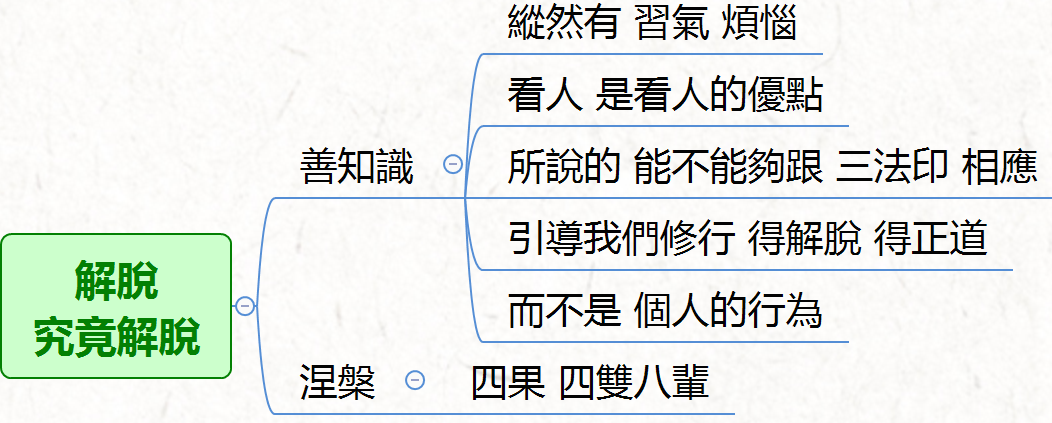 解脫
究竟解脫
善知識
縱然有 習氣 煩惱
看人 是看人的優點
所說的 能不能夠跟 三法印 相應
引導我們修行 得解脫 得正道
而不是 個人的行為
涅槃
四果 四雙八輩